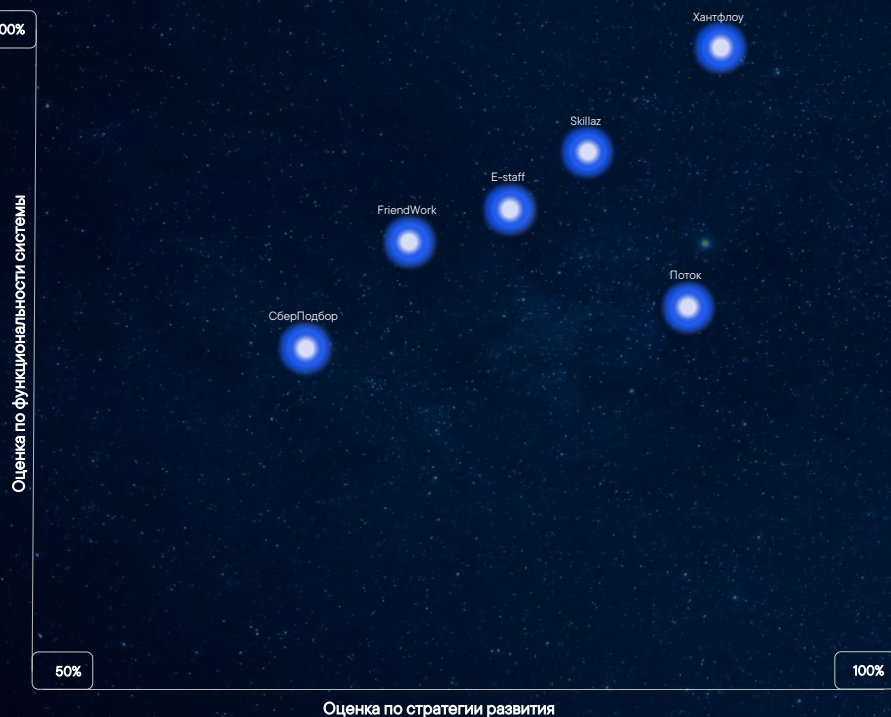 Хантфлоу
00%
Skillaz
E-staff
FriendWork
Поток
СберПодбор
Оценка по функциональности системы
50%
100%
Оценка по стратегии развития